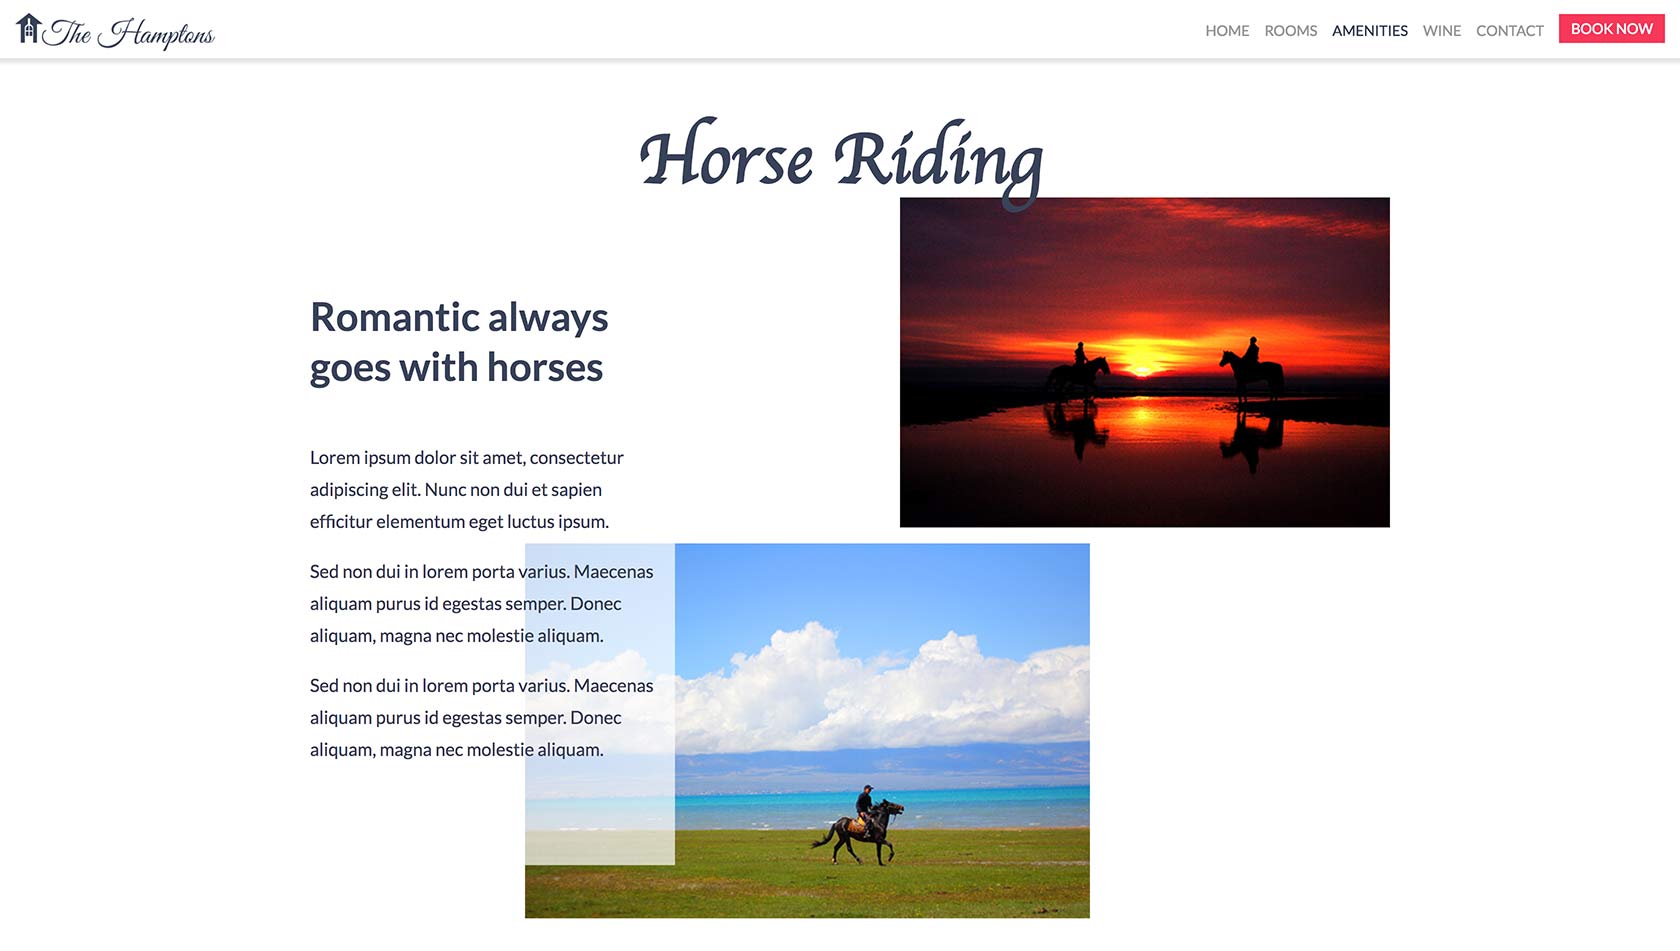 The Hamptons
HOME ROOMS AMENITIES WINE CONTACT BOOK NOW
Horse Riding
Romantic always
goes with horses
Lorem ipsum dolor sit amet, consectetur
adipiscing elit. Nunc non dui et sapien
efficitur elementum eget luctus ipsum.
Sed non dui in lorem porta varius. Maecenas
aliquam purus id egestas semper. Donec
aliquam, magna nec molestie aliquam.
Sed non dui in lorem porta varius. Maecenas
aliquam purus id egestas semper. Donec
aliquam, magna nec molestie aliquam.